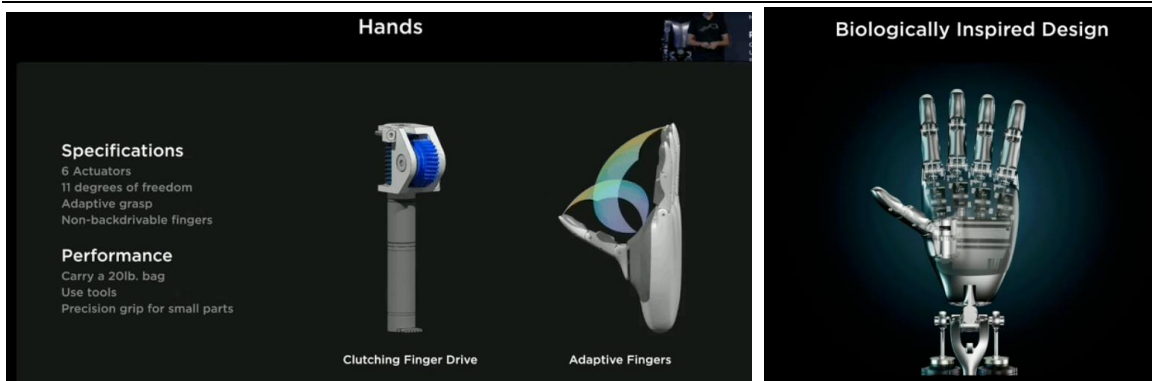 Hands
Specifications
6 Actuators
11 degrees of freedom
Adaptive grasp
Non-backdrivable fingers
Performance
Carry a 20lb. bag
Use tools
Precision grip for small parts
Clutching Finger Drive
Adaptive Fingers
Biologically Inspired Design